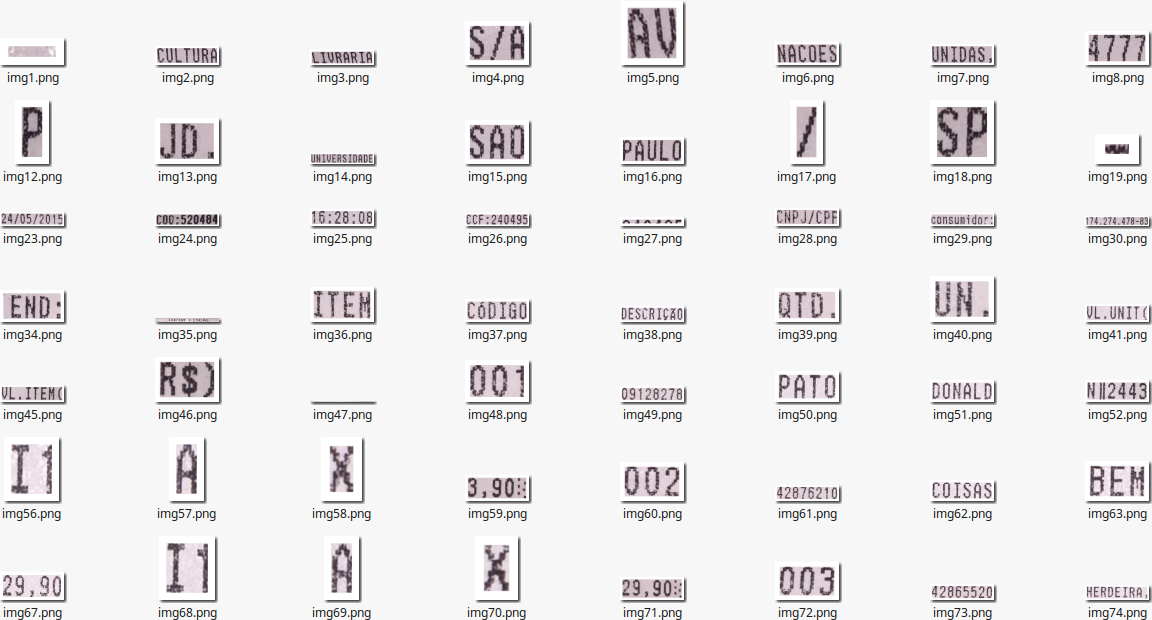 CULTURA LIVRARIA S/A AV NACOES UNIDAS, 4777
img1.png img2.png img3.png img4.png img5.png img6.png img7.png img8.png
P JD. UNIVERSIDADE SAO PAULO / SP -
img12.png img13.png img14.png img15.png img16.png img17.png img18.png img19.png
24/05/2015 COO:520484 16:28:08 CCF:240495 CNPJ/CPF consumidor: 174.274.478-83
img23.png img24.png img25.png img26.png img27.png img28.png img29.png img30.png
END: CUPOM FISCAL ITEM CóDIGO DESCRIÇÃO QTD. UN. VL.UNIT(
img34.png img35.png img36.png img37.png img38.png img39.png img40.png img41.png
VL.ITEM( R$) 001 09128278 PATO DONALD N‖2443
img45.png img46.png img47.png img48.png img49.png img50.png img51.png img52.png
I1 A X 3,90 002 42876210 COISAS BEM
img56.png img57.png img58.png img59.png img60.png img61.png img62.png img63.png
29,90 I1 A X 29,90 003 42865520 HERDEIRA,
img67.png img68.png img69.png img70.png img71.png img72.png img73.png img74.png